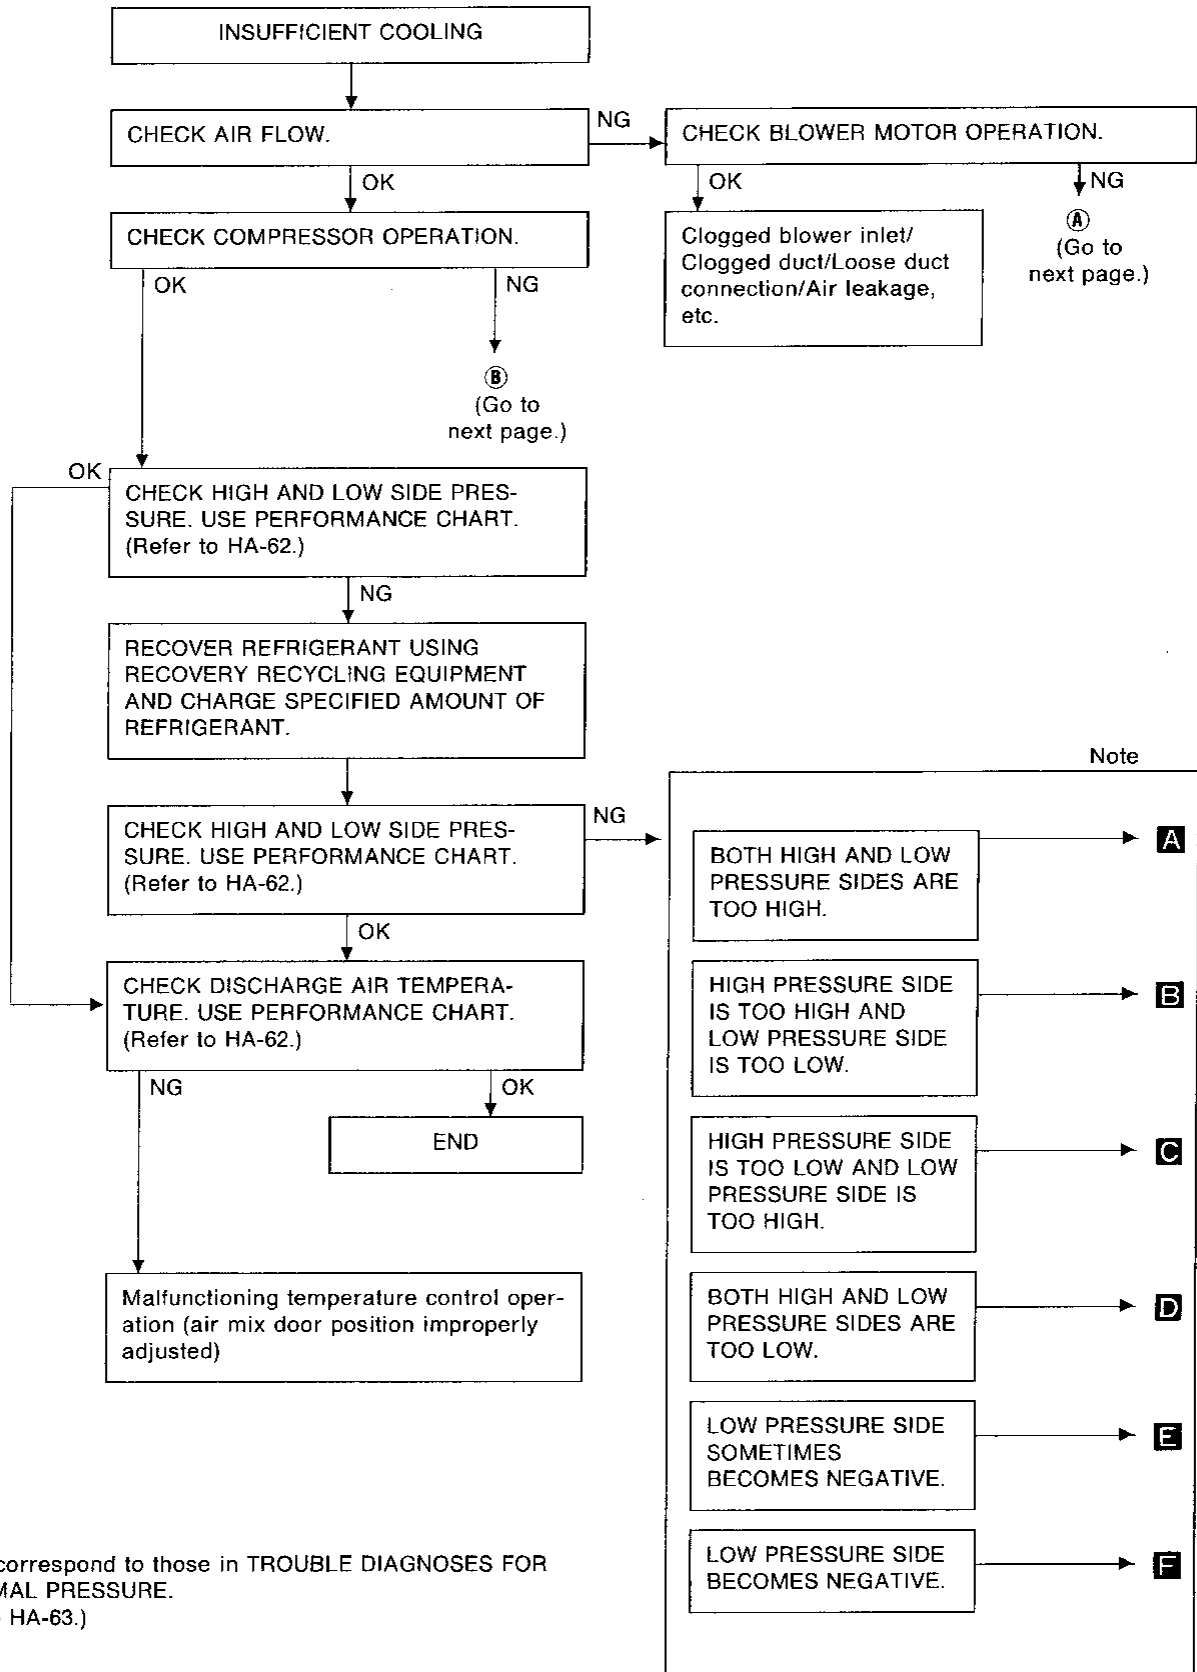 INSUFFICIENT COOLING
CHECK AIR FLOW.
NG
CHECK BLOWER MOTOR OPERATION.
OK
OK
NG
CHECK COMPRESSOR OPERATION.
Clogged blower inlet/
Clogged duct/Loose duct
connection/Air leakage,
etc.
Ⓐ
(Go to
next page.)
OK
NG
Ⓑ
(Go to
next page.)
OK
CHECK HIGH AND LOW SIDE PRES-
SURE. USE PERFORMANCE CHART.
(Refer to HA-62.)
NG
RECOVER REFRIGERANT USING
RECOVERY RECYCLING EQUIPMENT
AND CHARGE SPECIFIED AMOUNT OF
REFRIGERANT.
CHECK HIGH AND LOW SIDE PRES-
SURE. USE PERFORMANCE CHART.
(Refer to HA-62.)
NG
OK
CHECK DISCHARGE AIR TEMPERA-
TURE. USE PERFORMANCE CHART.
(Refer to HA-62.)
NG
OK
END
Malfunctioning temperature control oper-
ation (air mix door position improperly
adjusted)
Note
BOTH HIGH AND LOW
PRESSURE SIDES ARE
TOO HIGH.
A
HIGH PRESSURE SIDE
IS TOO HIGH AND
LOW PRESSURE SIDE
IS TOO LOW.
B
HIGH PRESSURE SIDE
IS TOO LOW AND LOW
PRESSURE SIDE IS
TOO HIGH.
C
BOTH HIGH AND LOW
PRESSURE SIDES ARE
TOO LOW.
D
LOW PRESSURE SIDE
SOMETIMES
BECOMES NEGATIVE.
E
LOW PRESSURE SIDE
BECOMES NEGATIVE.
F
correspond to those in TROUBLE DIAGNOSES FOR
MAL PRESSURE.
HA-63.)